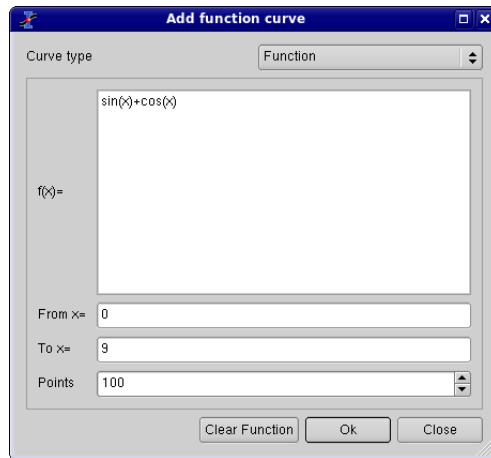 Add function curve
Curve type Function
f(x)= sin(x)+cos(x)
From x= 0
To x= 9
Points 100
Clear Function Ok Close